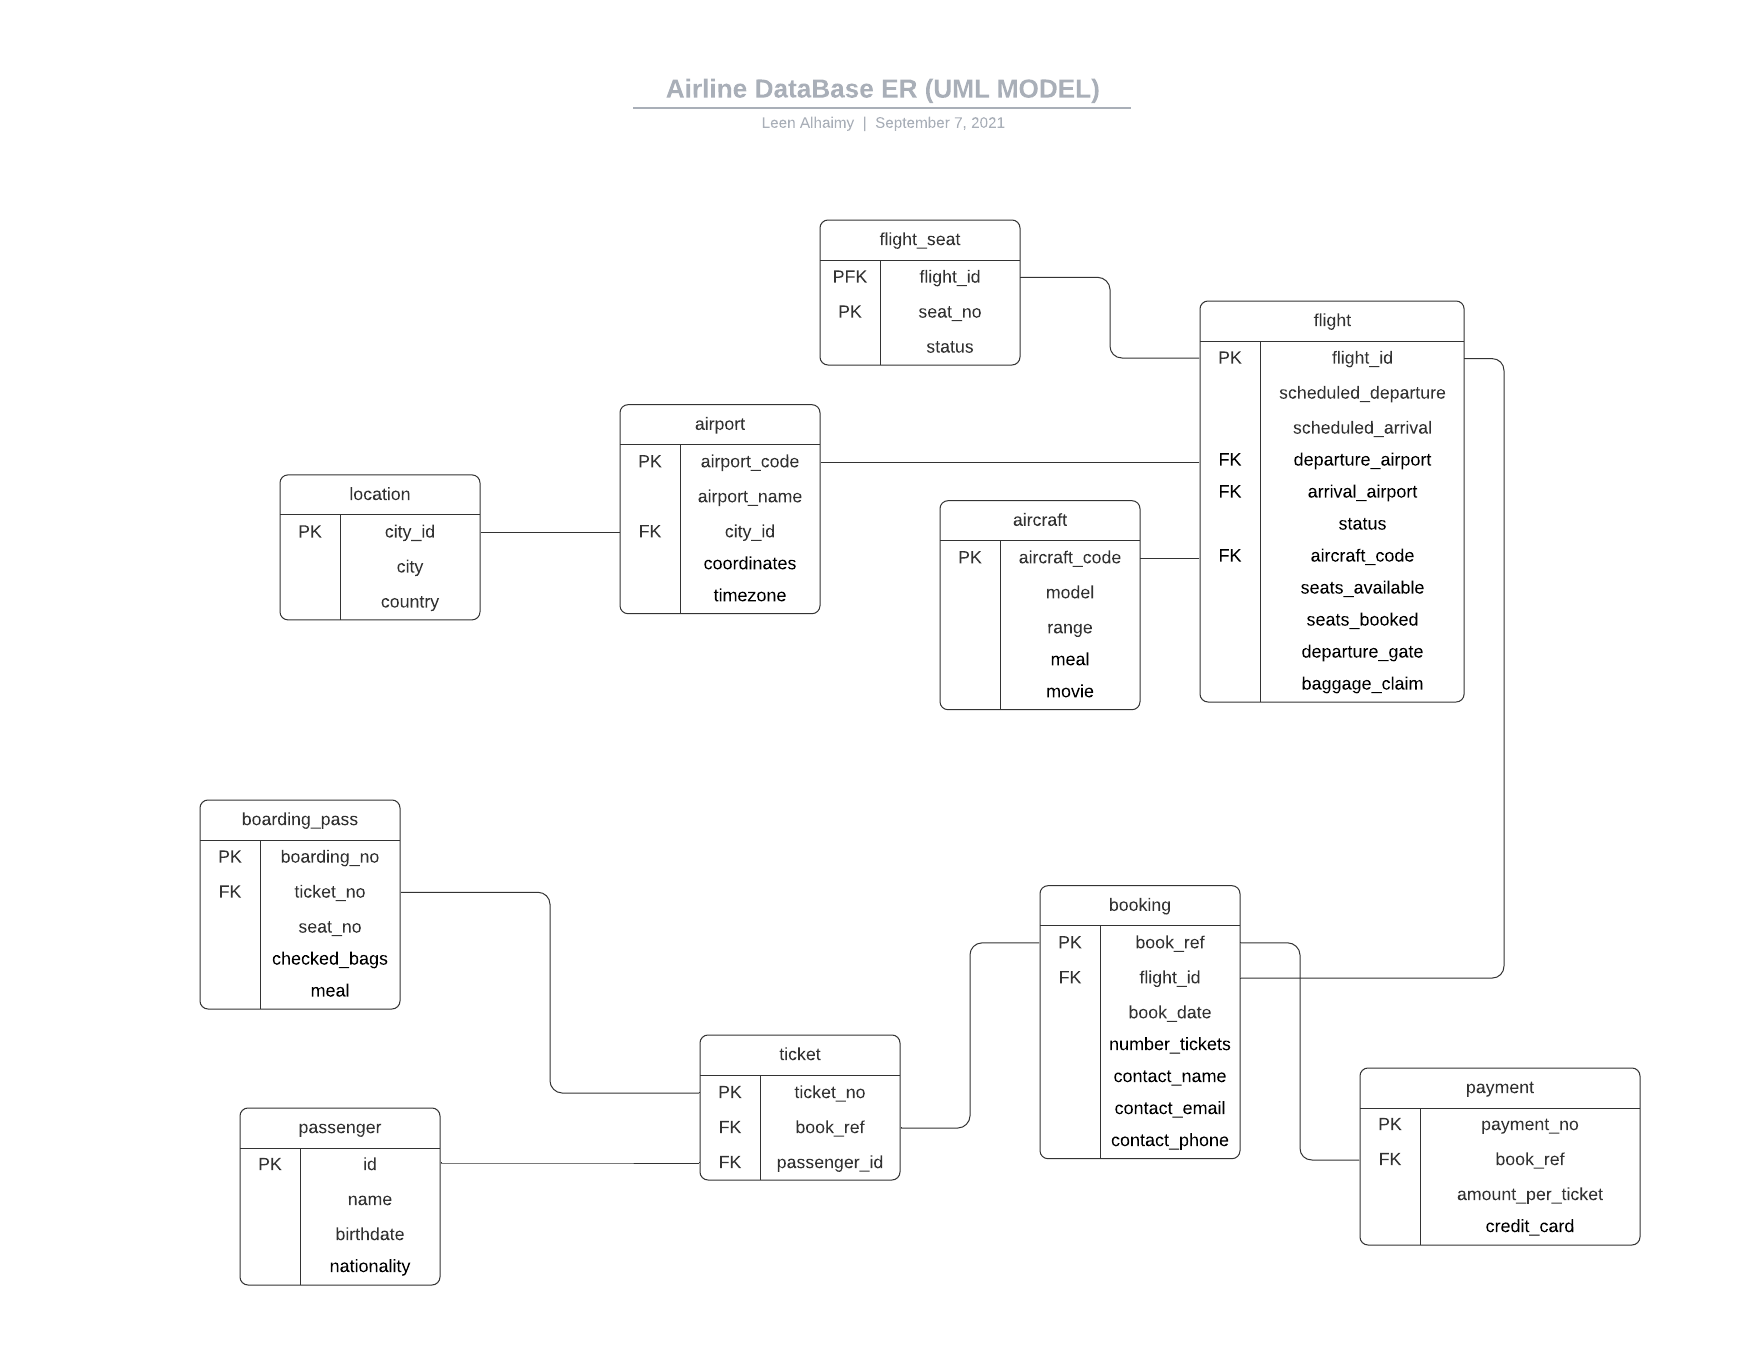 Airline DataBase ER (UML MODEL)
Leen Alhaimy | September 7, 2021
flight_seat
PFK flight_id
PK seat_no
status
flight
PK flight_id
scheduled_departure
scheduled_arrival
FK departure_airport
FK arrival_airport
status
FK aircraft_code
seats_available
seats_booked
departure_gate
baggage_claim
airport
PK airport_code
airport_name
FK city_id
coordinates
timezone
location
PK city_id
city
country
aircraft
PK aircraft_code
model
range
meal
movie
boarding_pass
PK boarding_no
FK ticket_no
seat_no
checked_bags
meal
booking
PK book_ref
FK flight_id
book_date
number_tickets
contact_name
contact_email
contact_phone
ticket
PK ticket_no
FK book_ref
FK passenger_id
payment
PK payment_no
FK book_ref
amount_per_ticket
credit_card
passenger
PK id
name
birthdate
nationality